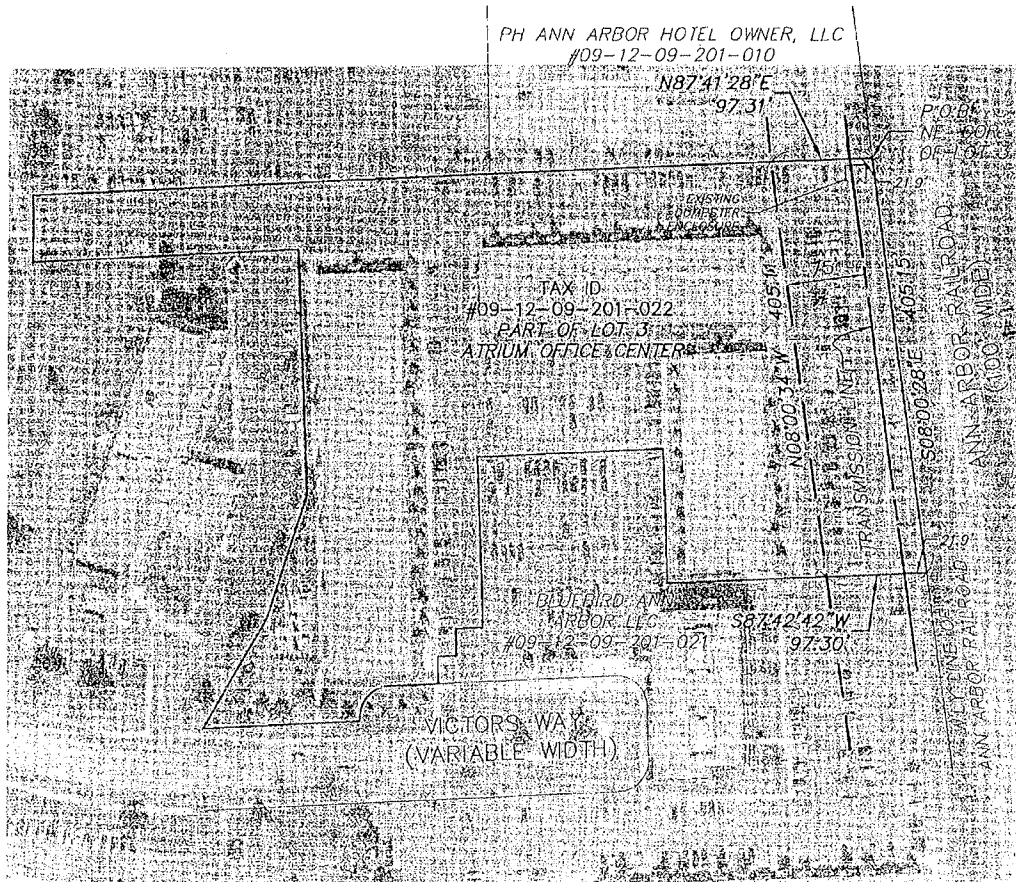 PH ANN ARBOR HOTEL OWNER, LLC
#09-12-09-201-010
N87°41'28"E
97.31'
P.O.B.
NE COR
OF LOT 3
21.9'
EXISTING
ENCLOSURE
TAX ID
#09-12-09-201-022
PART OF LOT 3
ATRIUM OFFICE CENTER
75'
N08°00'34"W
TRANSMISSION LINE
S08°00'28"E 405.15'
ANN ARBOR RAILROAD
(100' WIDE)
21.9'
BLUEBIRD ANN
ARBOR LLC
#09-12-09-201-021
S87°42'42"W
97.30'
VICTORS WAY
(VARIABLE WIDTH)
W'LY LINE OF
ANN ARBOR RAILROAD